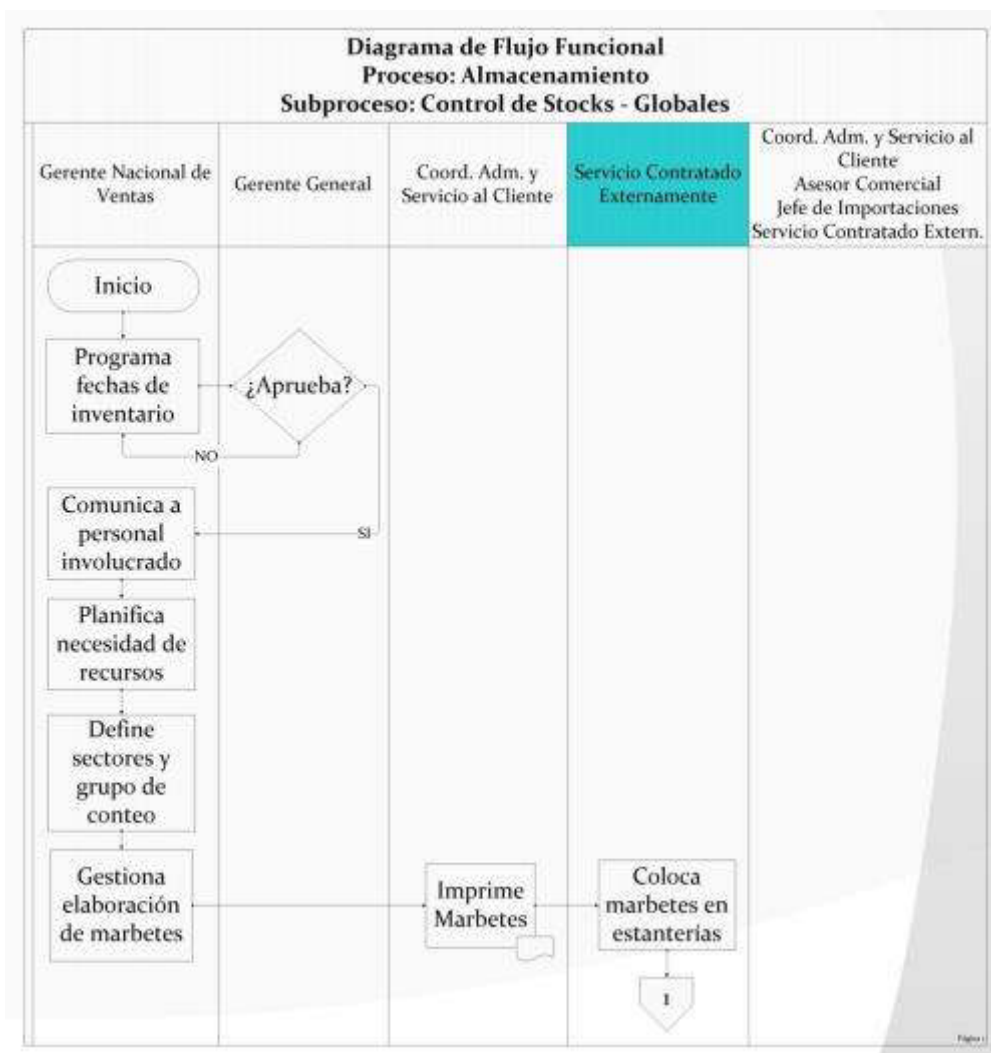 Diagrama de Flujo Funcional
Proceso: Almacenamiento
Subproceso: Control de Stocks - Globales
Gerente Nacional de
Ventas
Gerente General
Coord. Adm. y
Servicio al Cliente
Servicio Contratado
Externamente
Coord. Adm. y Servicio al
Cliente
Asesor Comercial
Jefe de Importaciones
Servicio Contratado Extern.
Inicio
Programa
fechas de
inventario
¿Aprueba?
NO
SI
Comunica a
personal
involucrado
Planifica
necesidad de
recursos
Define
sectores y
grupo de
conteo
Gestiona
elaboración
de marbetes
Imprime
Marbetes
Coloca
marbetes en
estanterías
1
Página 1